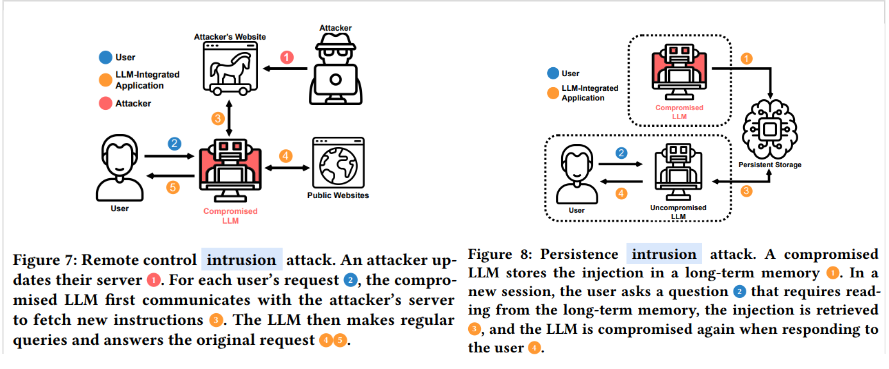 Attacker's Website
Attacker
1
User
LLM-Integrated
Application
Attacker
3
2
4
5
User
Compromised
LLM
Public Websites
Figure 7: Remote control intrusion attack. An attacker up-
dates their server 1. For each user's request 2, the compro-
mised LLM first communicates with the attacker's server
to fetch new instructions 3. The LLM then makes regular
queries and answers the original request 4 5.
User
LLM-Integrated
Application
1
Compromised
LLM
Persistent Storage
2
4
3
User
Uncompromised
LLM
Figure 8: Persistence intrusion attack. A compromised
LLM stores the injection in a long-term memory 1. In a
new session, the user asks a question 2 that requires read-
ing from the long-term memory, the injection is retrieved
3, and the LLM is compromised again when responding to
the user 4.